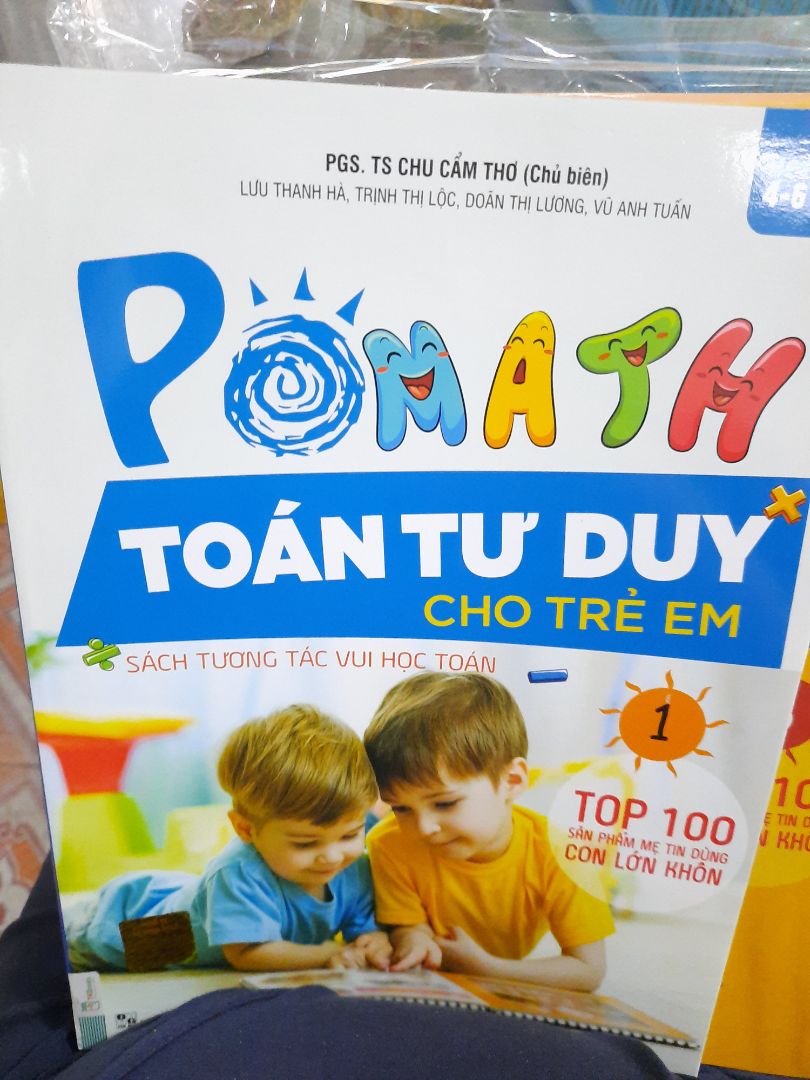 PGS. TS CHU CẨM THƠ (Chủ biên)
LƯU THANH HÀ, TRỊNH THỊ LỘC, DOÃN THỊ LƯƠNG, VŨ ANH TUẤN
4-6
POMATH
TOÁN TƯ DUY
CHO TRẺ EM
SÁCH TƯƠNG TÁC VUI HỌC TOÁN
1
TOP 100
SẢN PHẨM MẸ TIN DÙNG
CON LỚN KHÔN